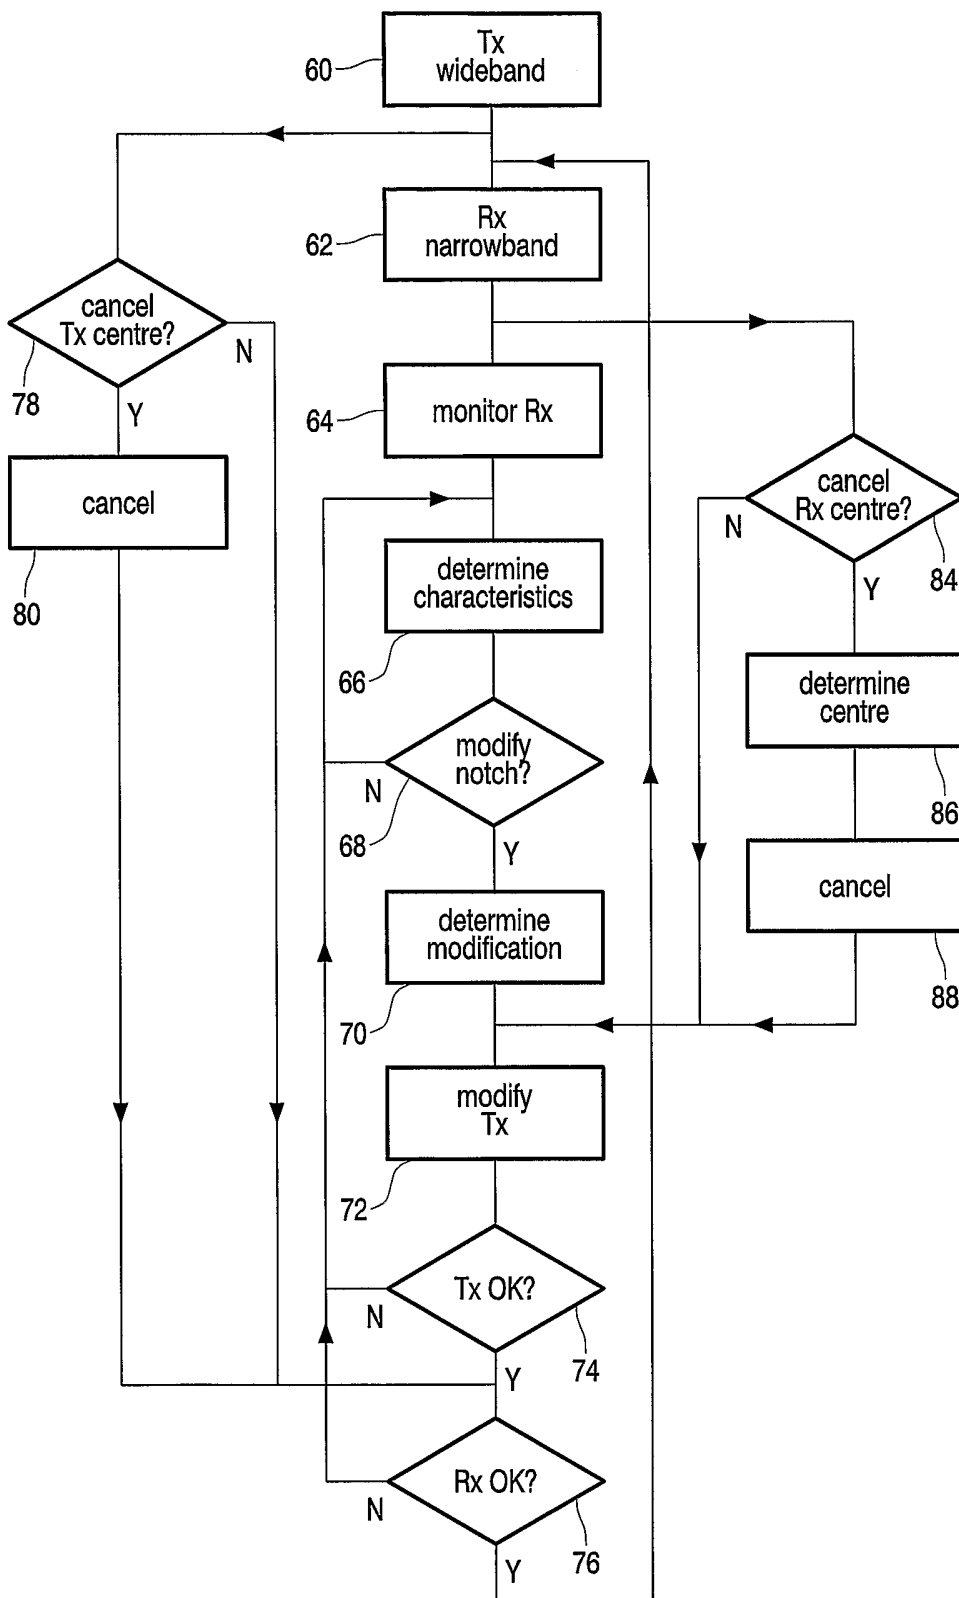 Tx
wideband
60
Rx
narrowband
62
cancel
Tx centre?
N
78
Y
monitor Rx
64
cancel
Rx centre?
N
84
Y
cancel
80
determine
characteristics
66
determine
centre
86
modify
notch?
N
68
Y
cancel
88
determine
modification
70
modify
Tx
72
Tx OK?
N
74
Y
Rx OK?
N
76
Y